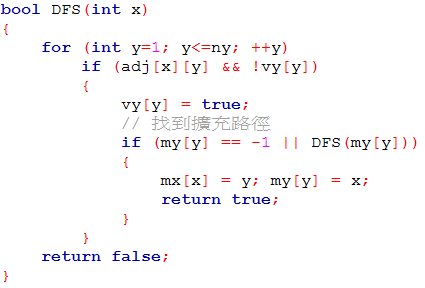 bool DFS(int x)
{
    for (int y=1; y<=ny; ++y)
        if (adj[x][y] && !vy[y])
        {
            vy[y] = true;
            // 找到擴充路徑
            if (my[y] == -1 || DFS(my[y]))
            {
                mx[x] = y; my[y] = x;
                return true;
            }
        }
    return false;
}